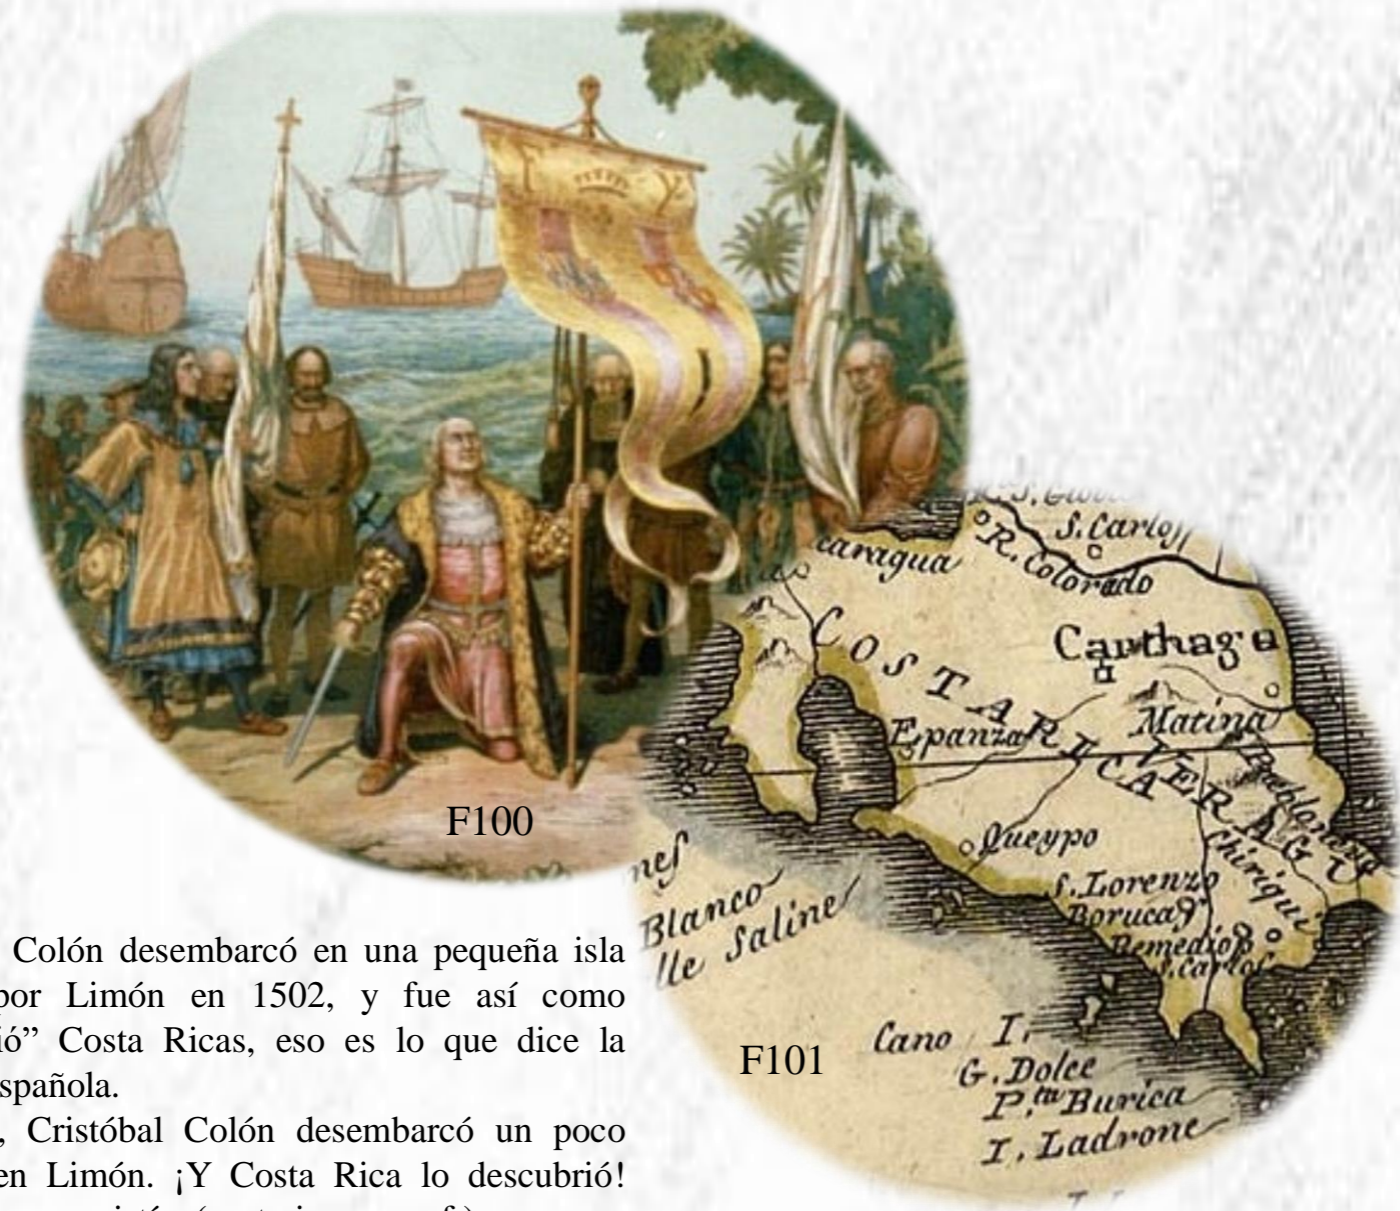 S. Carlos
caragua
R. Colorado
COSTA RICA
Carthago
Matina
Epanza
VERAGU
Queypo
Chiriqui
S. Lorenzo
Boruca
Remedios
S. Carlos
F100
nes
Blanco
lle Saline
F101
Cano I.
G. Dolce
P.ta Burica
I. Ladrone
Colón desembarcó en una pequeña isla
por Limón en 1502, y fue así como
ió” Costa Ricas, eso es lo que dice la
spañola.
, Cristóbal Colón desembarcó un poco
en Limón. ¡Y Costa Rica lo descubrió!